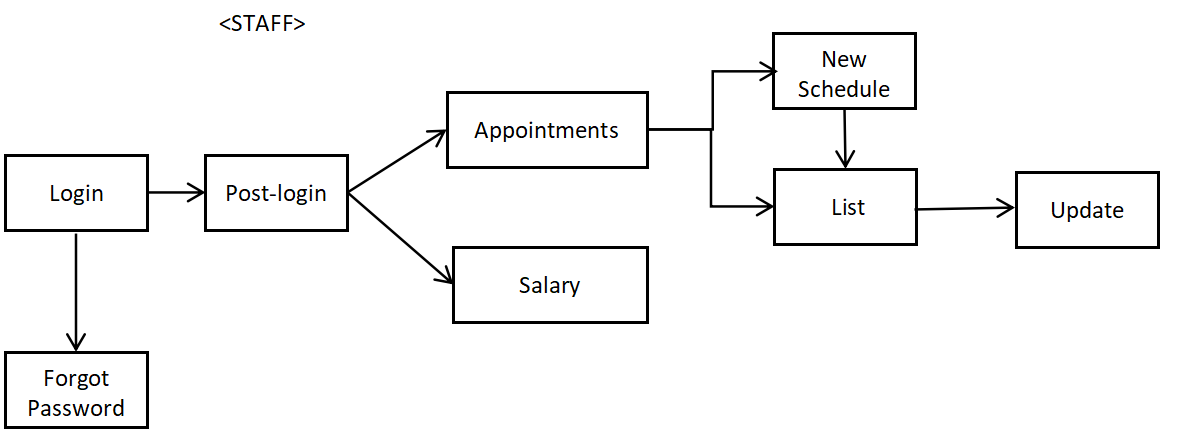 <STAFF>
New
Schedule
Appointments
Login
Post-login
List
Update
Salary
Forgot
Password